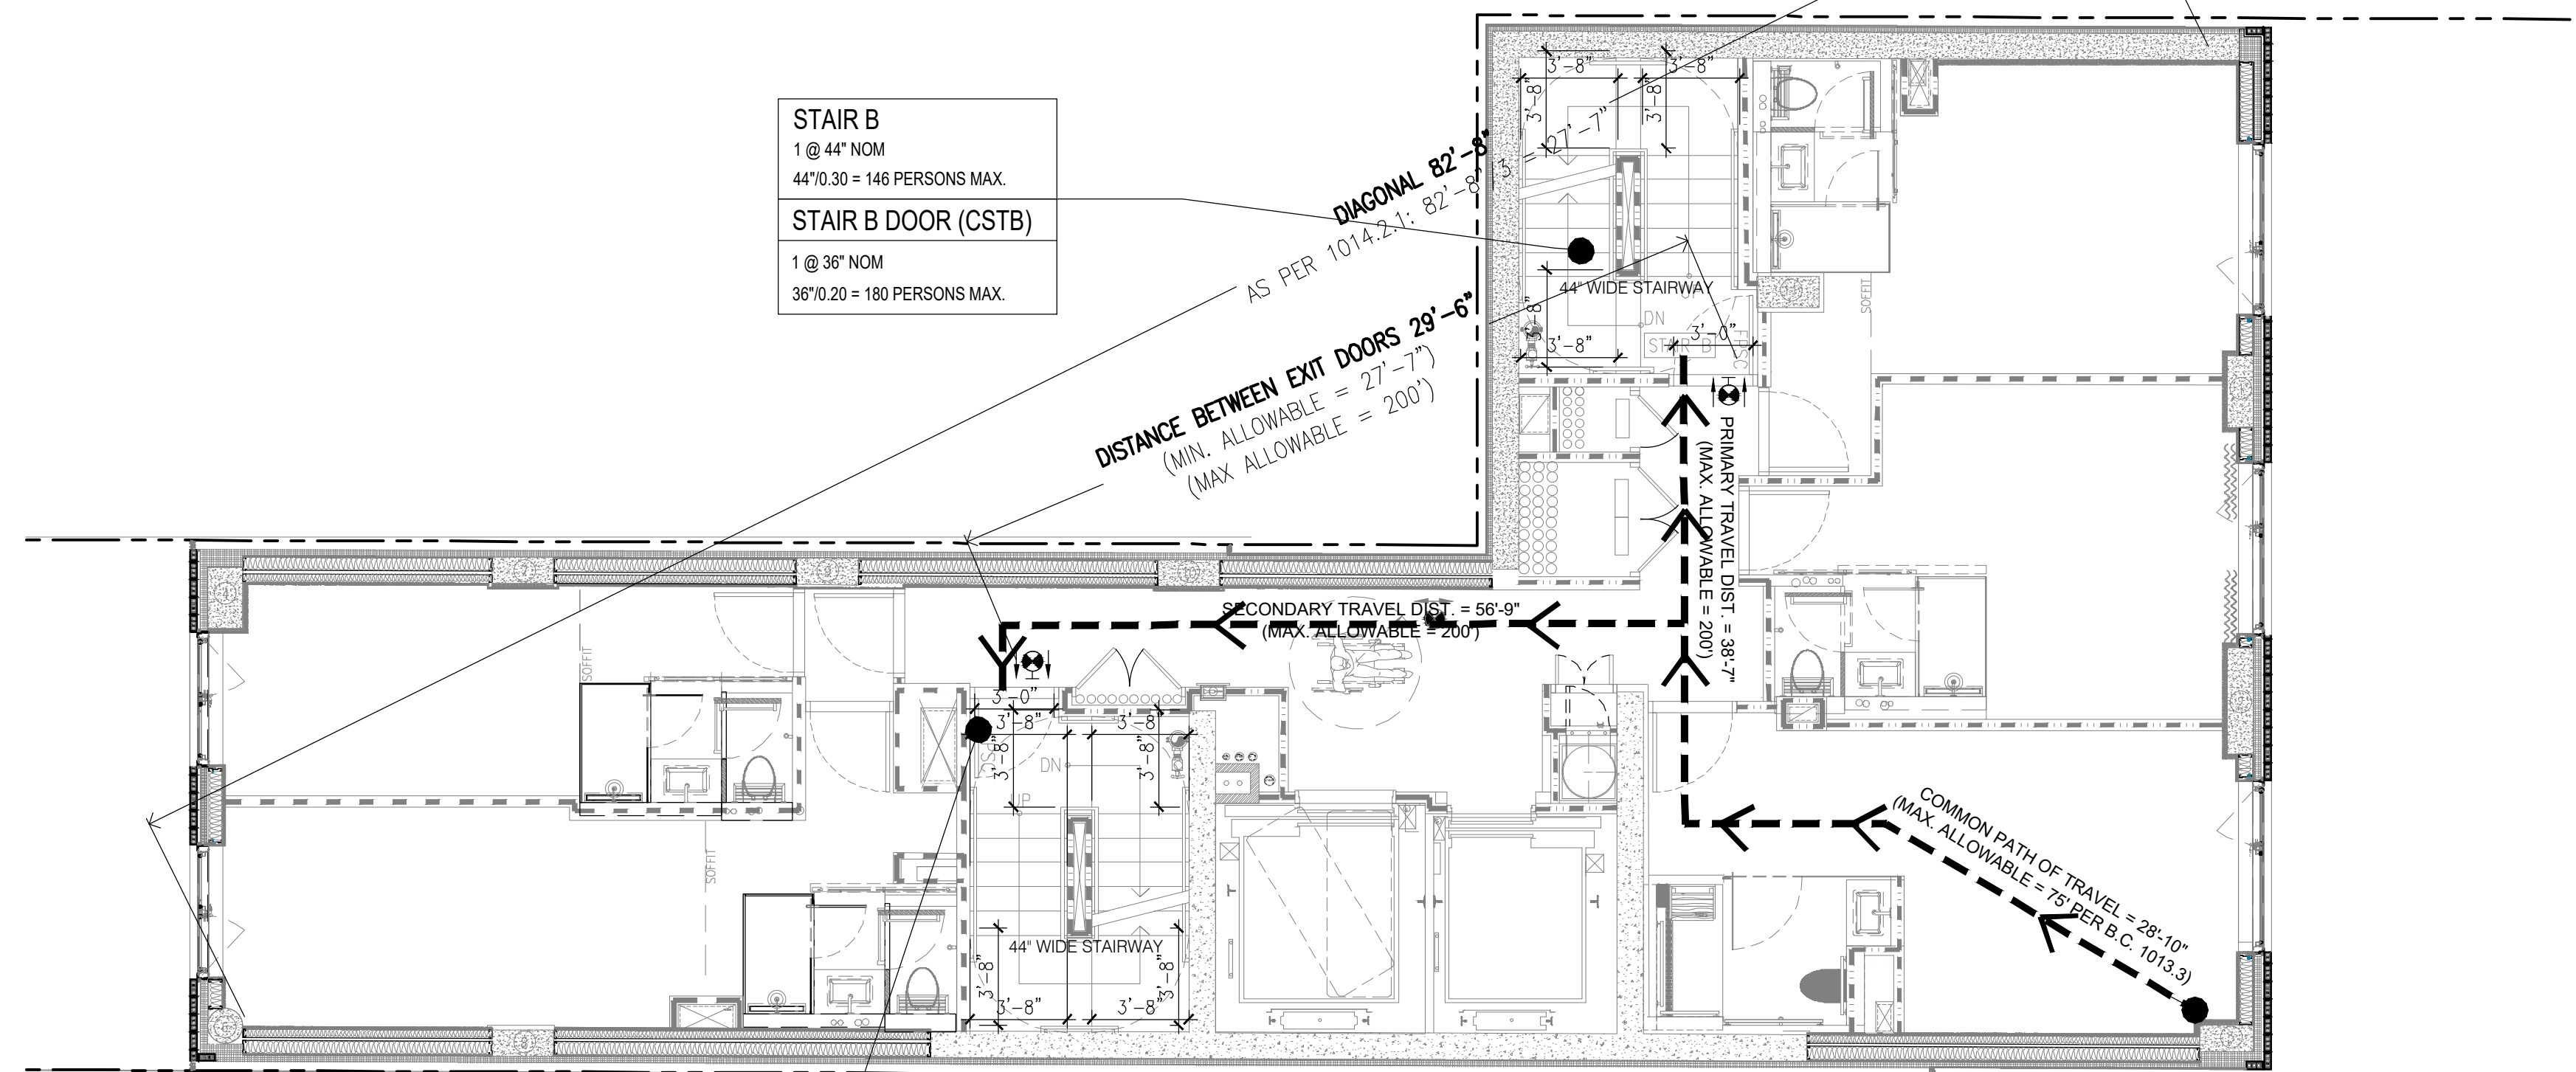 STAIR B
1 @ 44" NOM
44"/0.30 = 146 PERSONS MAX.
STAIR B DOOR (CSTB)
1 @ 36" NOM
36"/0.20 = 180 PERSONS MAX.
DIAGONAL 82'-8"
AS PER 1014.2.1: 82'-8" / 3 = 27'-7"
DISTANCE BETWEEN EXIT DOORS 29'-6"
(MIN. ALLOWABLE = 27'-7")
(MAX ALLOWABLE = 200')
3'-8"
3'-8"
3'-8"
3'-8"
44" WIDE STAIRWAY
UP
DN
3'-8"
3'-8"
STAIR B
3'-0"
FPSC
SOFFIT
PRIMARY TRAVEL DIST. = 38'-7"
(MAX. ALLOWABLE = 200')
SECONDARY TRAVEL DIST. = 56'-9"
(MAX. ALLOWABLE = 200')
SOFFIT
3'-0"
3'-8"
3'-8"
3'-8"
3'-8"
DN
UP
SOFFIT
44" WIDE STAIRWAY
3'-8"
3'-8"
3'-8"
3'-8"
COMMON PATH OF TRAVEL = 28'-10"
(MAX. ALLOWABLE = 75' PER B.C. 1013.3)